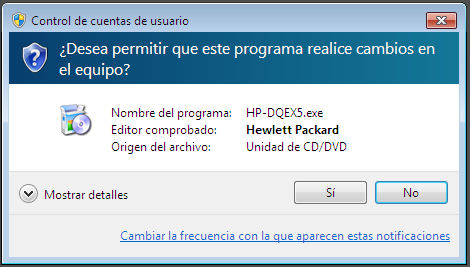 Control de cuentas de usuario
¿Desea permitir que este programa realice cambios en
el equipo?
Nombre del programa: HP-DQEX5.exe
Editor comprobado: Hewlett Packard
Origen del archivo: Unidad de CD/DVD
Mostrar detalles Sí No
Cambiar la frecuencia con la que aparecen estas notificaciones